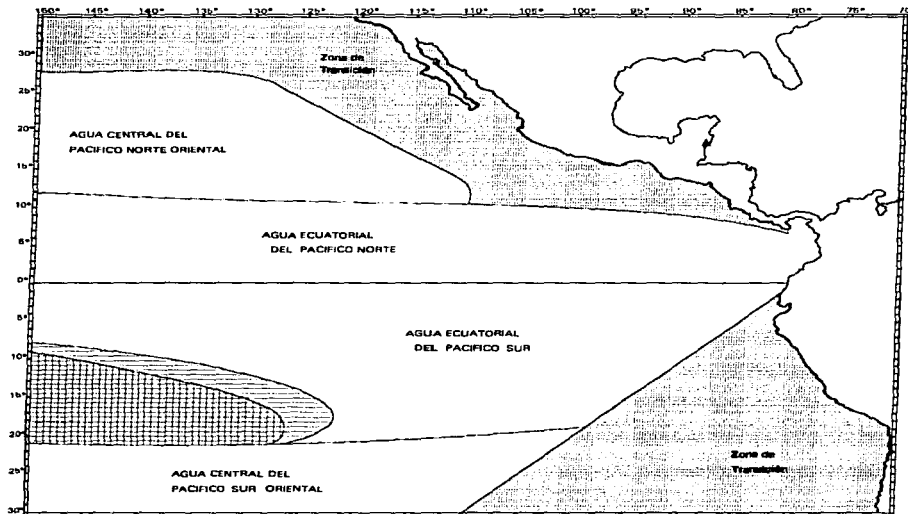 150° 145° 140° 135° 130° 125° 120° 115° 110° 105° 100° 95° 90° 85° 80° 75° 70°
30°
Zona de
Transición
25°
20°
AGUA CENTRAL DEL
PACIFICO NORTE ORIENTAL
15°
10°
AGUA ECUATORIAL
DEL PACIFICO NORTE
5°
0°
5°
AGUA ECUATORIAL
DEL PACIFICO SUR
10°
15°
20°
Zona de
Transición
25°
AGUA CENTRAL DEL
PACIFICO SUR ORIENTAL
30°